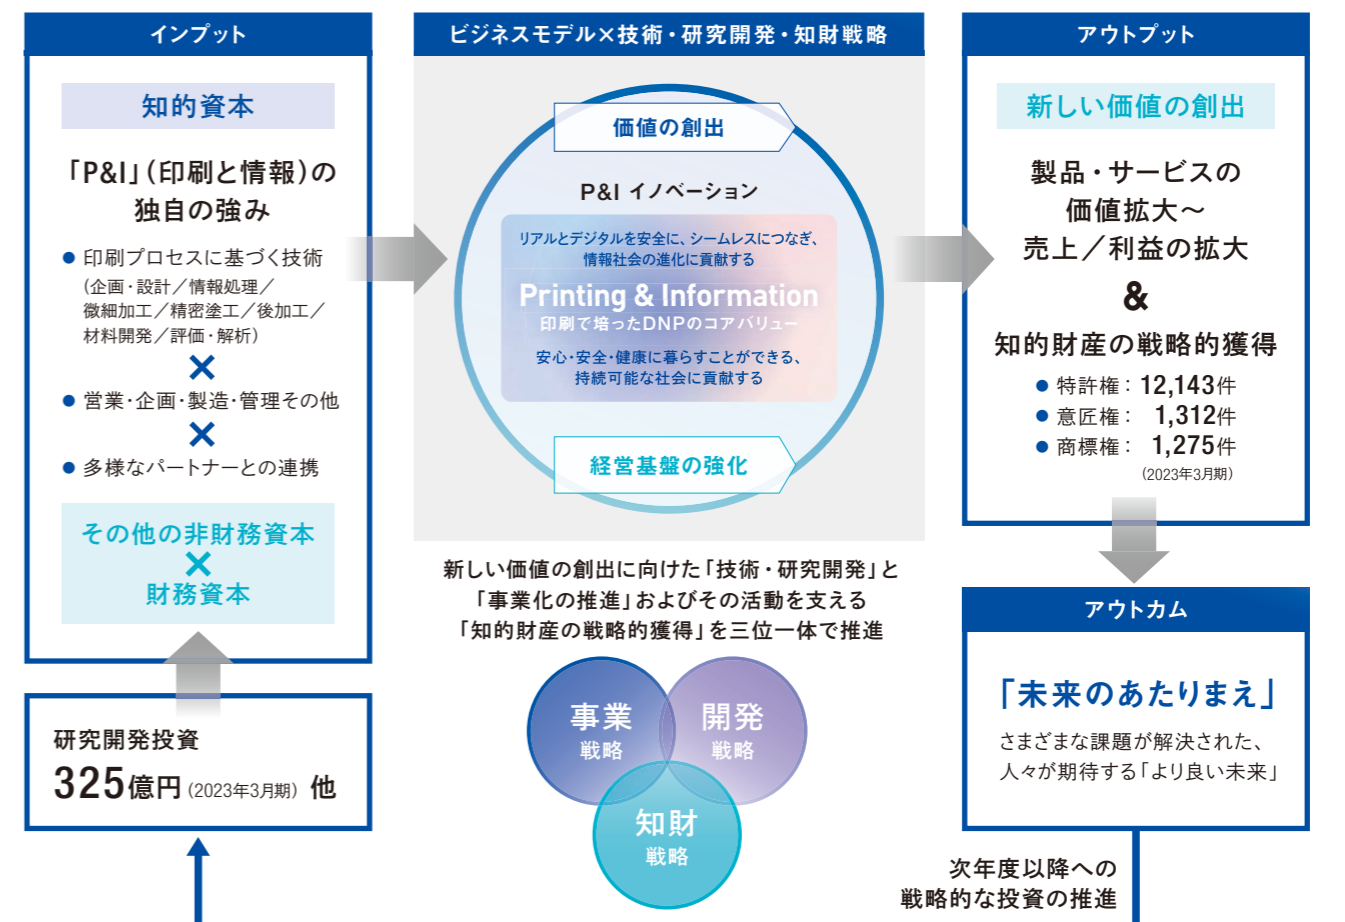 インプット
知的資本
「P&I」（印刷と情報）の
独自の強み
● 印刷プロセスに基づく技術
（企画・設計／情報処理／
微細加工／精密塗工／後加工／
材料開発／評価・解析）
×
● 営業・企画・製造・管理その他
×
● 多様なパートナーとの連携
その他の非財務資本
×
財務資本
研究開発投資
325億円（2023年3月期）他
ビジネスモデル×技術・研究開発・知財戦略
価値の創出
P&I イノベーション
リアルとデジタルを安全に、シームレスにつなぎ、
情報社会の進化に貢献する
Printing & Information
印刷で培ったDNPのコアバリュー
安心・安全・健康に暮らすことができる、
持続可能な社会に貢献する
経営基盤の強化
新しい価値の創出に向けた「技術・研究開発」と
「事業化の推進」およびその活動を支える
「知的財産の戦略的獲得」を三位一体で推進
事業
戦略
開発
戦略
知財
戦略
アウトプット
新しい価値の創出
製品・サービスの
価値拡大～
売上／利益の拡大
&
知的財産の戦略的獲得
● 特許権： 12,143件
● 意匠権： 1,312件
● 商標権： 1,275件
（2023年3月期）
アウトカム
「未来のあたりまえ」
さまざまな課題が解決された、
人々が期待する「より良い未来」
次年度以降への
戦略的な投資の推進